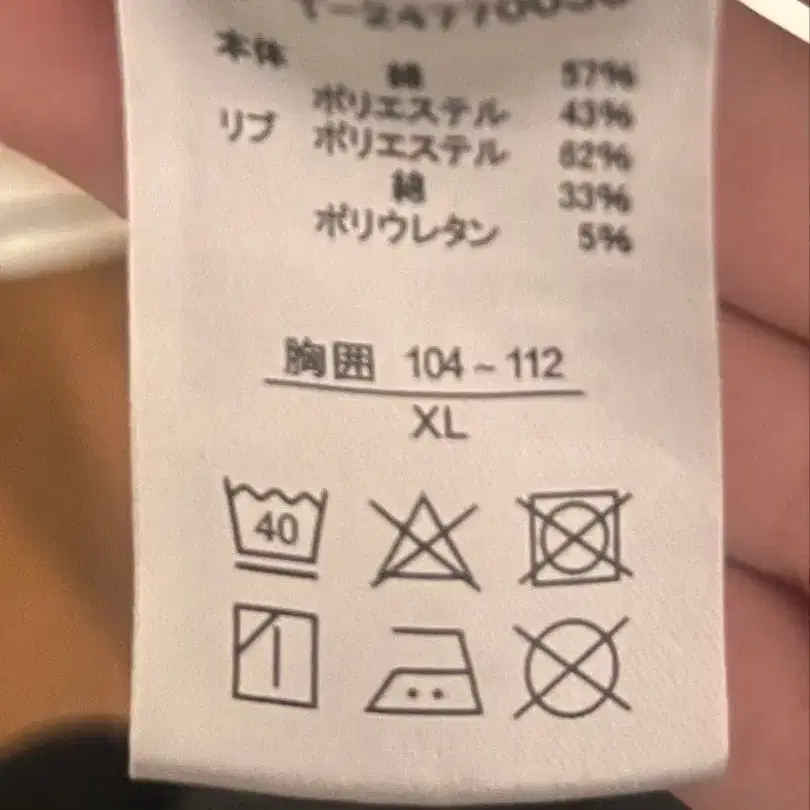 本体 綿 57%
ポリエステル 43%
リブ ポリエステル 62%
綿 33%
ポリウレタン 5%
胸囲 104~112
XL
40